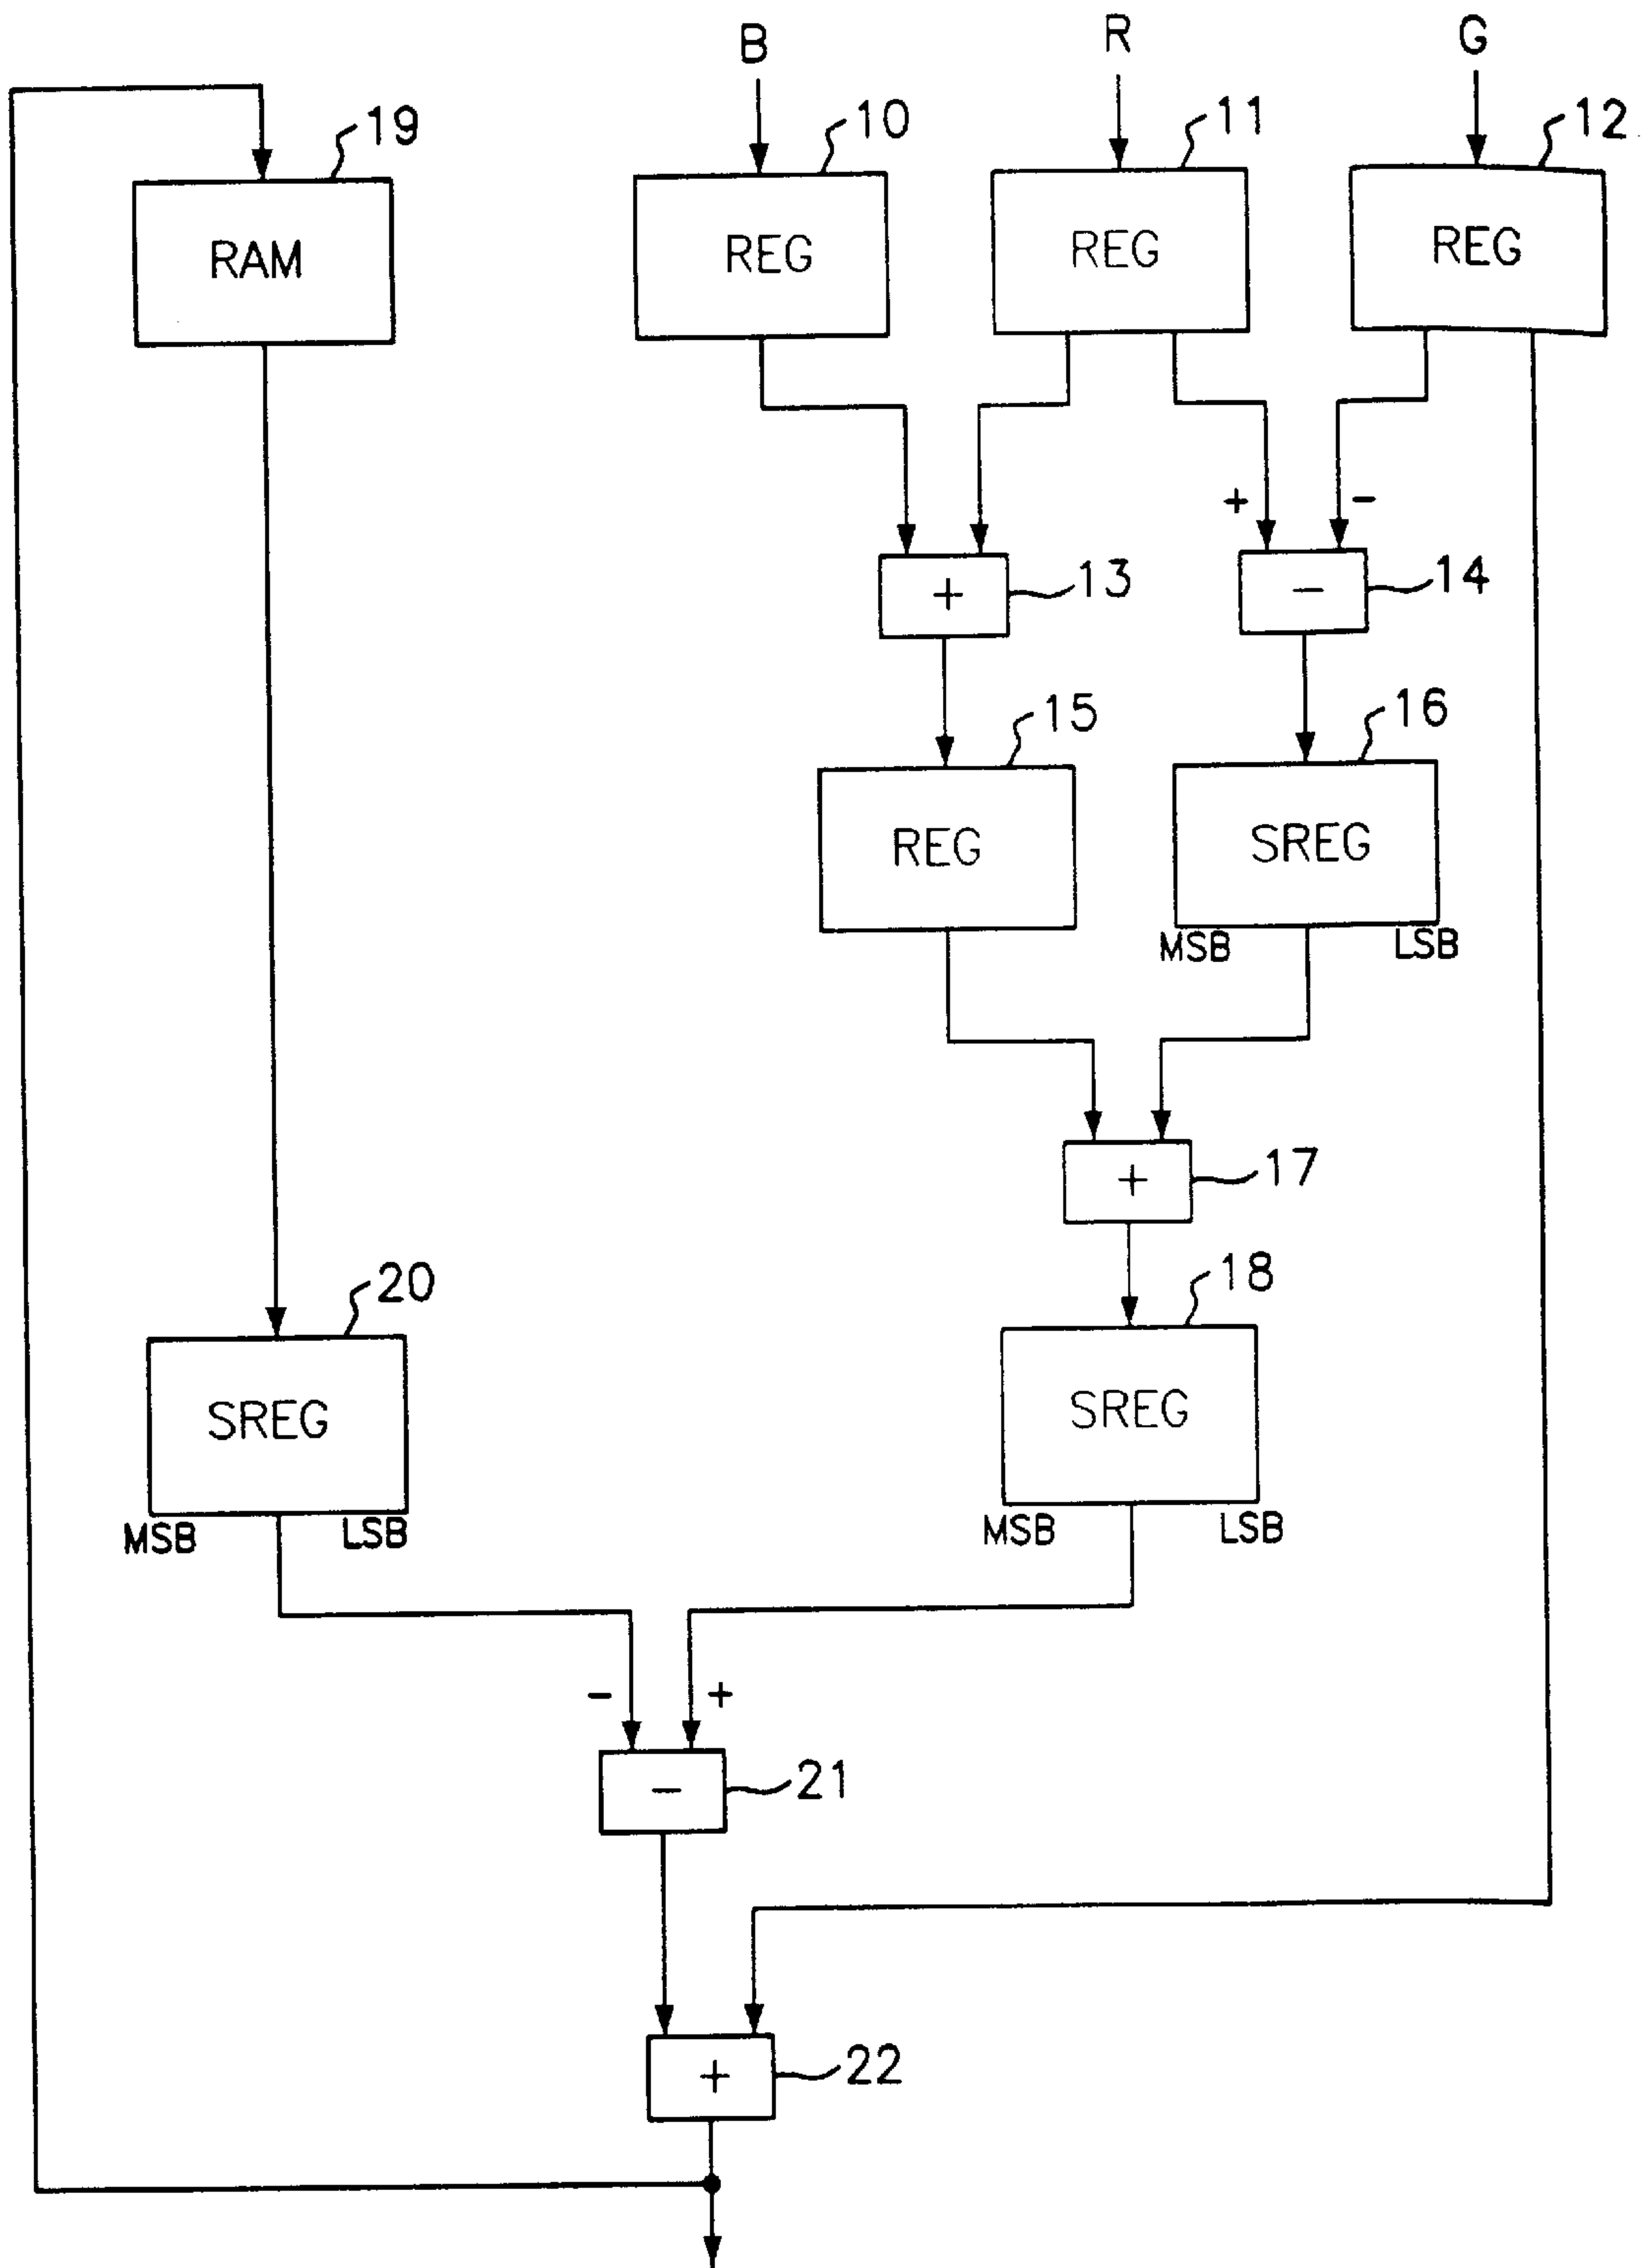 B R G
19 10 11 12
RAM REG REG REG
+ -
+ 13 - 14
15 16
REG SREG
MSB LSB
+ 17
20 18
SREG SREG
MSB LSB MSB LSB
- +
- 21
+ 22